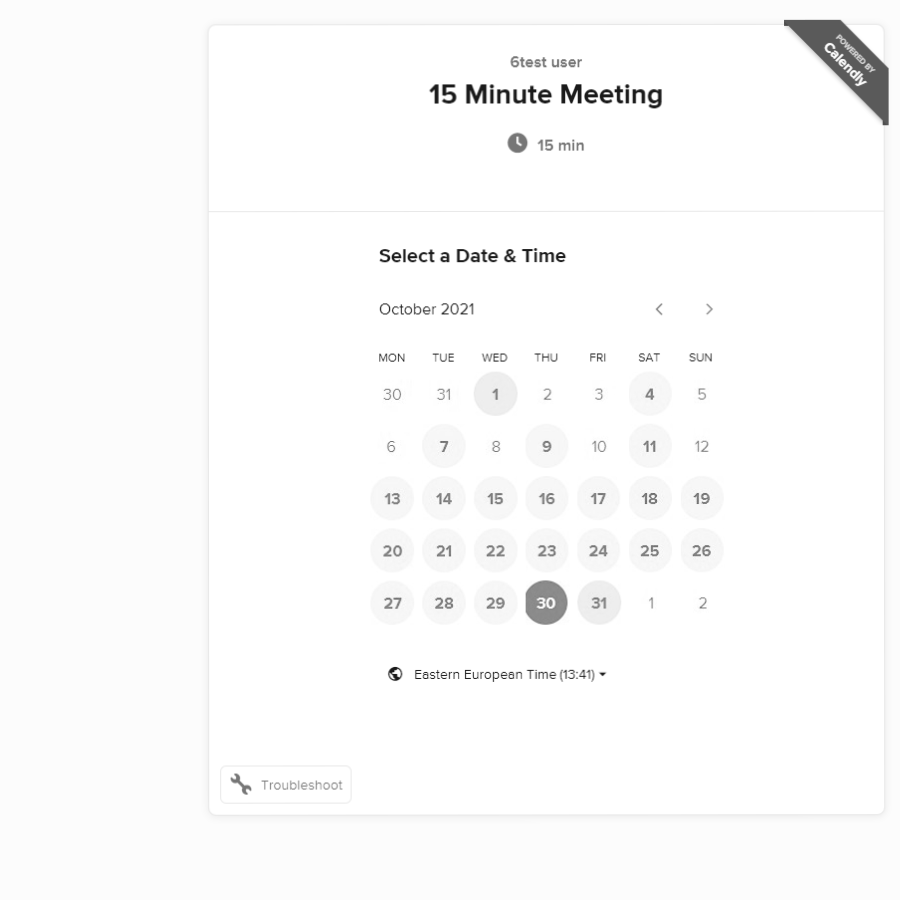 6test user
15 Minute Meeting
15 min
POWERED BY
Calendly
Select a Date & Time
October 2021
MON TUE WED THU FRI SAT SUN
30 31 1 2 3 4 5
6 7 8 9 10 11 12
13 14 15 16 17 18 19
20 21 22 23 24 25 26
27 28 29 30 31 1 2
Eastern European Time (13:41)
Troubleshoot